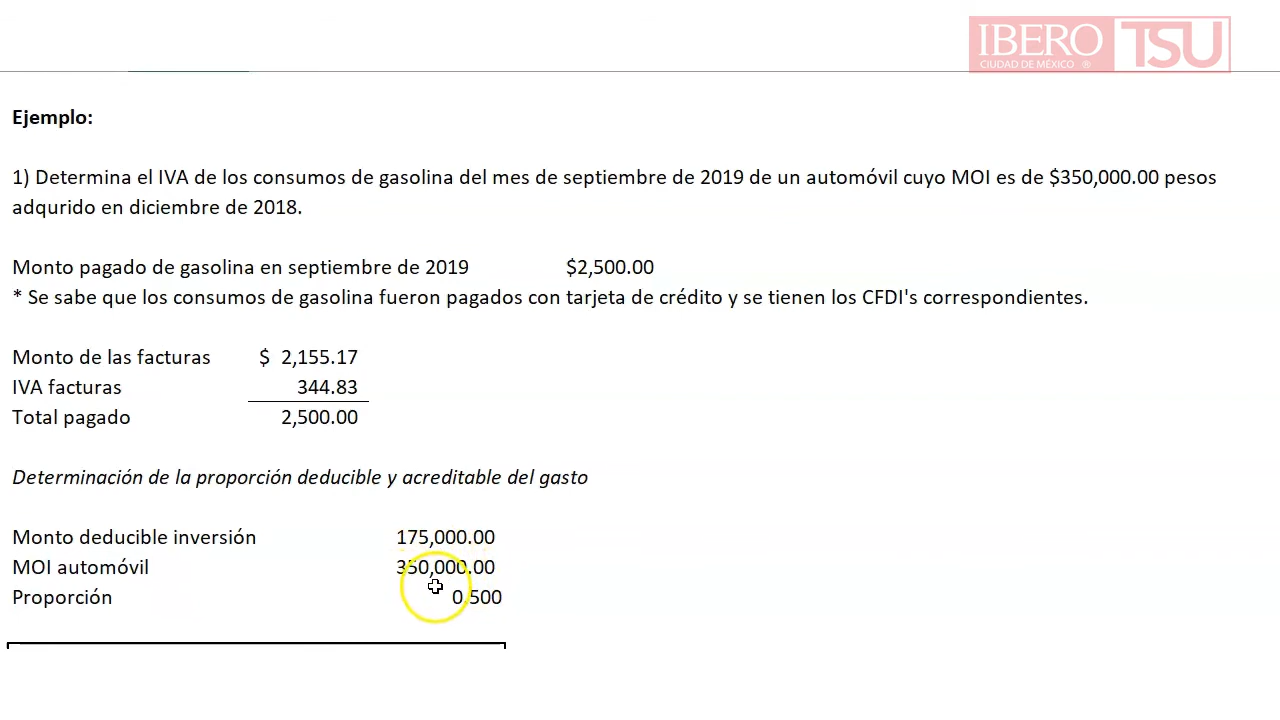 IBERO TSU
CIUDAD DE MÉXICO ®
Ejemplo:
1) Determina el IVA de los consumos de gasolina del mes de septiembre de 2019 de un automóvil cuyo MOI es de $350,000.00 pesos
adqurido en diciembre de 2018.
Monto pagado de gasolina en septiembre de 2019 $2,500.00
* Se sabe que los consumos de gasolina fueron pagados con tarjeta de crédito y se tienen los CFDI's correspondientes.
Monto de las facturas $ 2,155.17
IVA facturas 344.83
Total pagado 2,500.00
Determinación de la proporción deducible y acreditable del gasto
Monto deducible inversión 175,000.00
MOI automóvil 350,000.00
Proporción 0.500